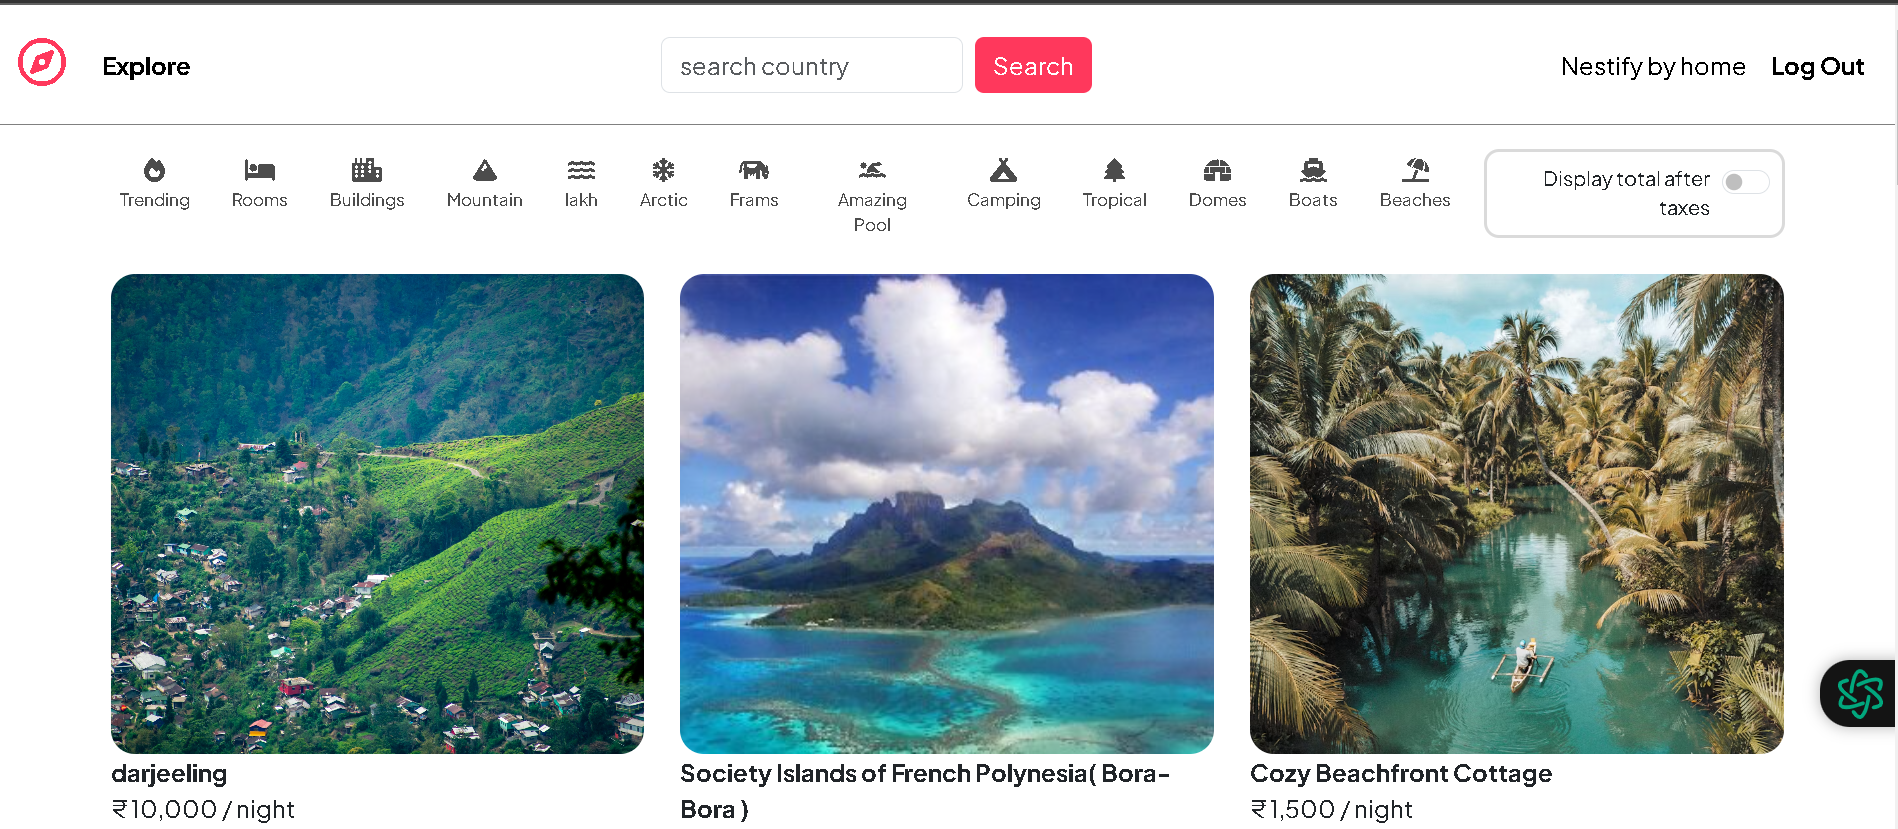 Explore
search country
Search
Nestify by home
Log Out
Trending
Rooms
Buildings
Mountain
lakh
Arctic
Frams
Amazing
Pool
Camping
Tropical
Domes
Boats
Beaches
Display total after
taxes
darjeeling
₹10,000 / night
Society Islands of French Polynesia( Bora-
Bora )
Cozy Beachfront Cottage
₹1,500 / night